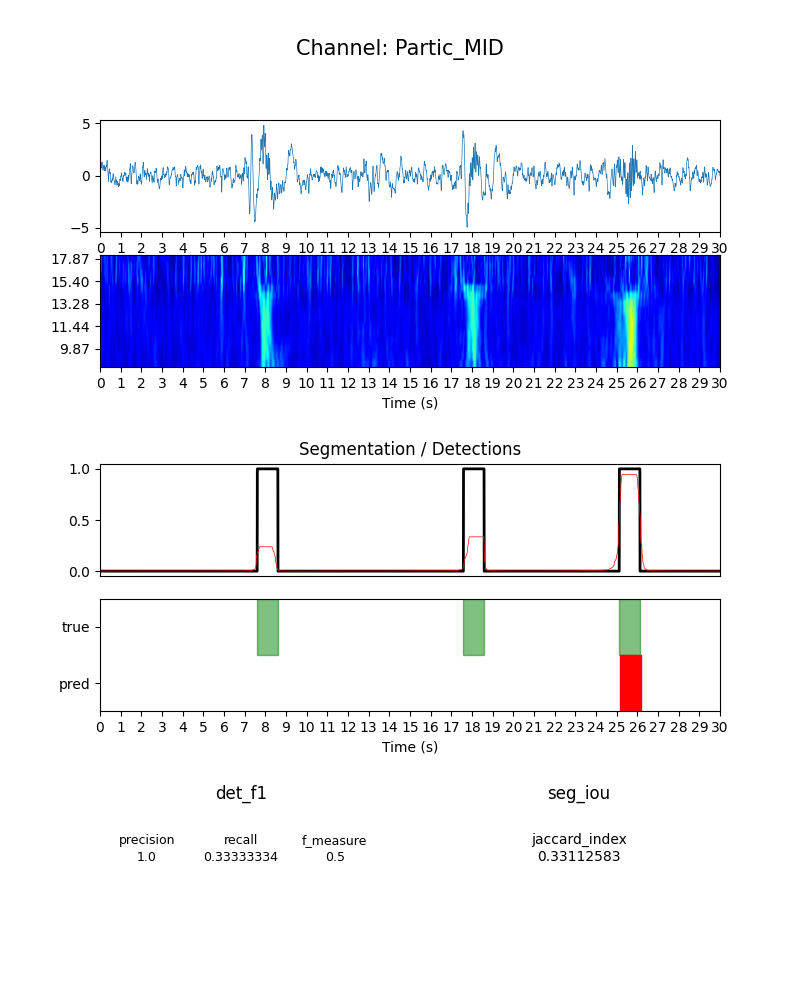 Channel: Partic_MID
5
0
−5
0 1 2 3 4 5 6 7 8 9 10 11 12 13 14 15 16 17 18 19 20 21 22 23 24 25 26 27 28 29 30
17.87
15.40
13.28
11.44
9.87
0 1 2 3 4 5 6 7 8 9 10 11 12 13 14 15 16 17 18 19 20 21 22 23 24 25 26 27 28 29 30
Time (s)
Segmentation / Detections
1.0
0.5
0.0
true
pred
0 1 2 3 4 5 6 7 8 9 10 11 12 13 14 15 16 17 18 19 20 21 22 23 24 25 26 27 28 29 30
Time (s)
det_f1 seg_iou
precision recall f_measure jaccard_index
1.0 0.33333334 0.5 0.33112583